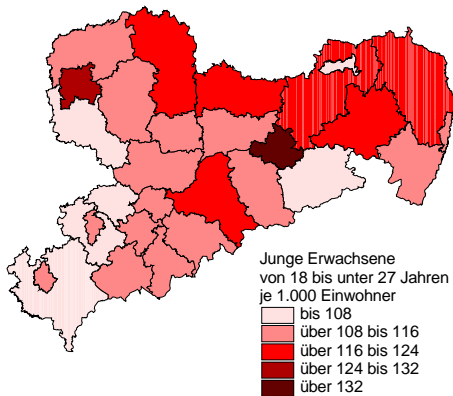 Junge Erwachsene
von 18 bis unter 27 Jahren
je 1.000 Einwohner
bis 108
über 108 bis 116
über 116 bis 124
über 124 bis 132
über 132